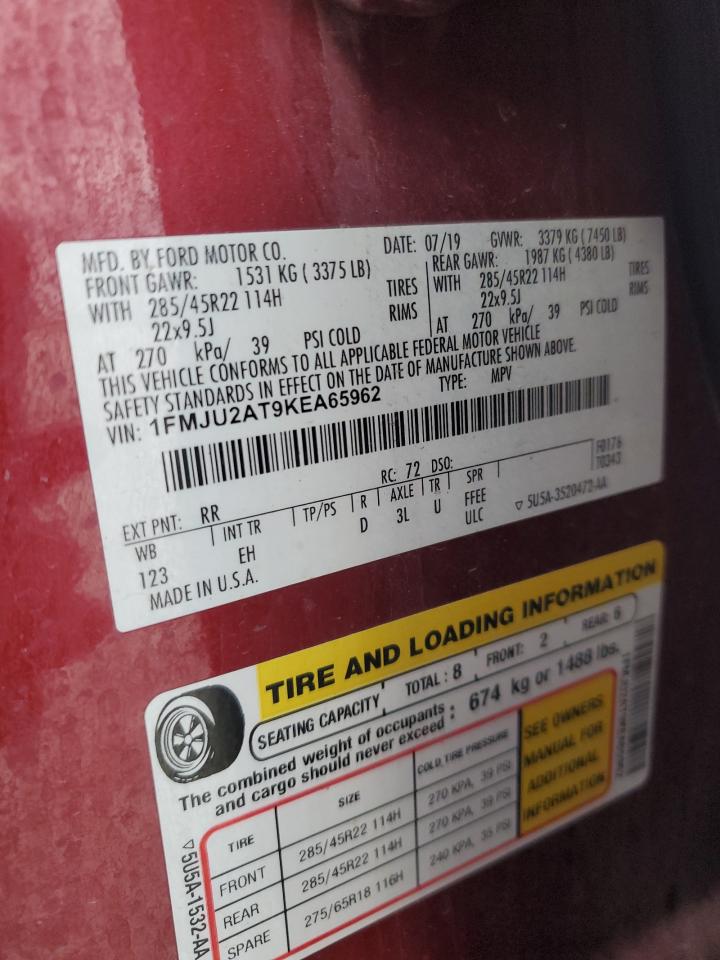 MFD. BY FORD MOTOR CO.
DATE: 07/19 GVWR: 3379 KG ( 7450 LB)
FRONT GAWR: 1531 KG ( 3375 LB)
REAR GAWR: 1987 KG ( 4380 LB)
WITH 285/45R22 114H TIRES
WITH 285/45R22 114H TIRES
22x9.5J RIMS
22x9.5J RIMS
AT 270 kPa/ 39 PSI COLD
AT 270 kPa/ 39 PSI COLD
THIS VEHICLE CONFORMS TO ALL APPLICABLE FEDERAL MOTOR VEHICLE
SAFETY STANDARDS IN EFFECT ON THE DATE OF MANUFACTURE SHOWN ABOVE.
VIN: 1FMJU2AT9KEA65962 TYPE: MPV
F0176
T0343
EXT PNT: RR RC: 72 DSO:
WB INT TR TP/PS R AXLE TR SPR
123 EH D 3L U FFEE
ULC
▽ 5U5A-3520472-AA
MADE IN U.S.A.
TIRE AND LOADING INFORMATION
SEATING CAPACITY TOTAL : 8 FRONT: 2 REAR: 6
The combined weight of occupants
and cargo should never exceed : 674 kg or 1488 lbs.
TIRE SIZE COLD TIRE PRESSURE
FRONT 285/45R22 114H 270 KPA, 39 PSI
REAR 285/45R22 114H 270 KPA, 39 PSI
SPARE 275/65R18 116H 240 KPA, 35 PSI
SEE OWNERS
MANUAL FOR
ADDITIONAL
INFORMATION
▽5U5A-1532-AA